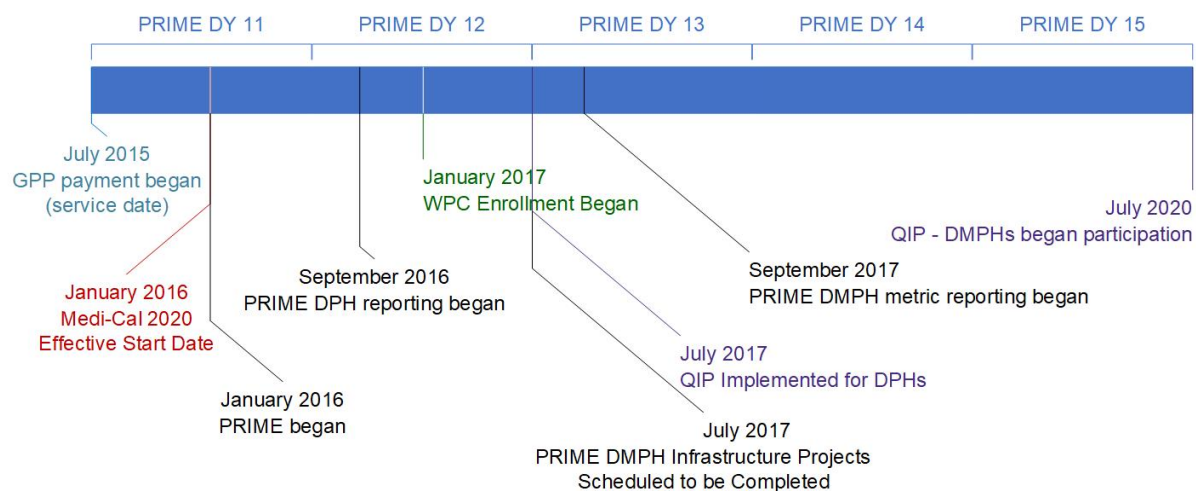 PRIME DY 11
PRIME DY 12
PRIME DY 13
PRIME DY 14
PRIME DY 15
July 2015
GPP payment began
(service date)
January 2017
WPC Enrollment Began
July 2020
QIP - DMPHs began participation
January 2016
Medi-Cal 2020
Effective Start Date
September 2016
PRIME DPH reporting began
September 2017
PRIME DMPH metric reporting began
January 2016
PRIME began
July 2017
QIP Implemented for DPHs
July 2017
PRIME DMPH Infrastructure Projects
Scheduled to be Completed